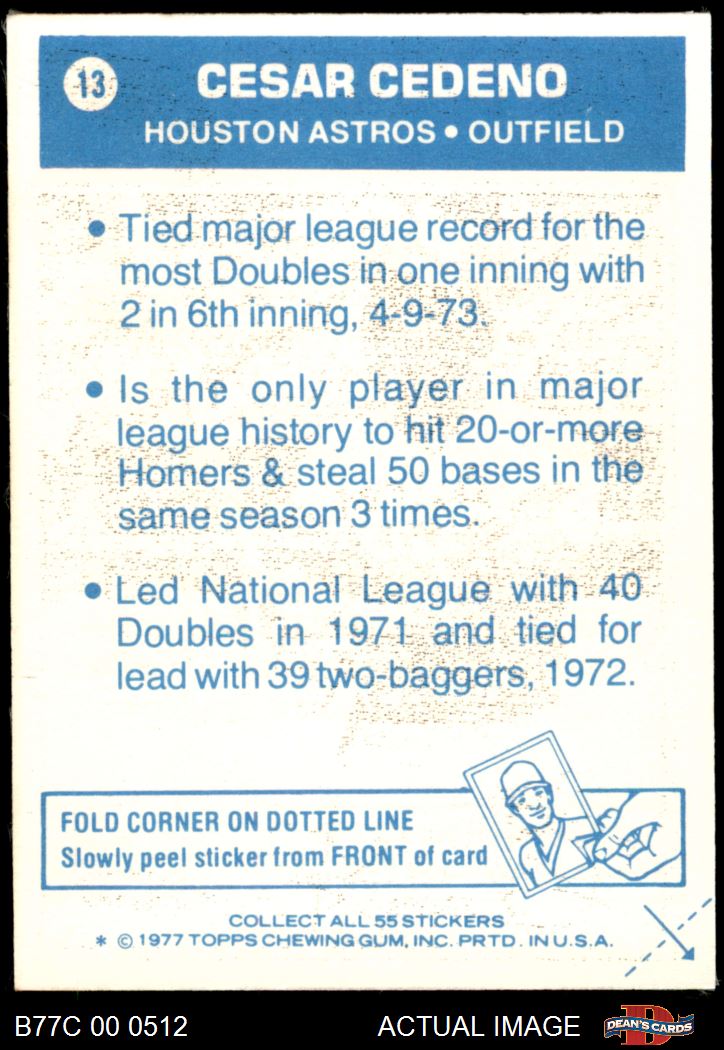 13
CESAR CEDENO
HOUSTON ASTROS • OUTFIELD
• Tied major league record for the
most Doubles in one inning with
2 in 6th inning, 4-9-73.
• Is the only player in major
league history to hit 20-or-more
Homers & steal 50 bases in the
same season 3 times.
• Led National League with 40
Doubles in 1971 and tied for
lead with 39 two-baggers, 1972.
FOLD CORNER ON DOTTED LINE
Slowly peel sticker from FRONT of card
COLLECT ALL 55 STICKERS
* © 1977 TOPPS CHEWING GUM, INC. PRTD. IN U.S.A.
B77C 00 0512
ACTUAL IMAGE
D
DEAN'S CARDS